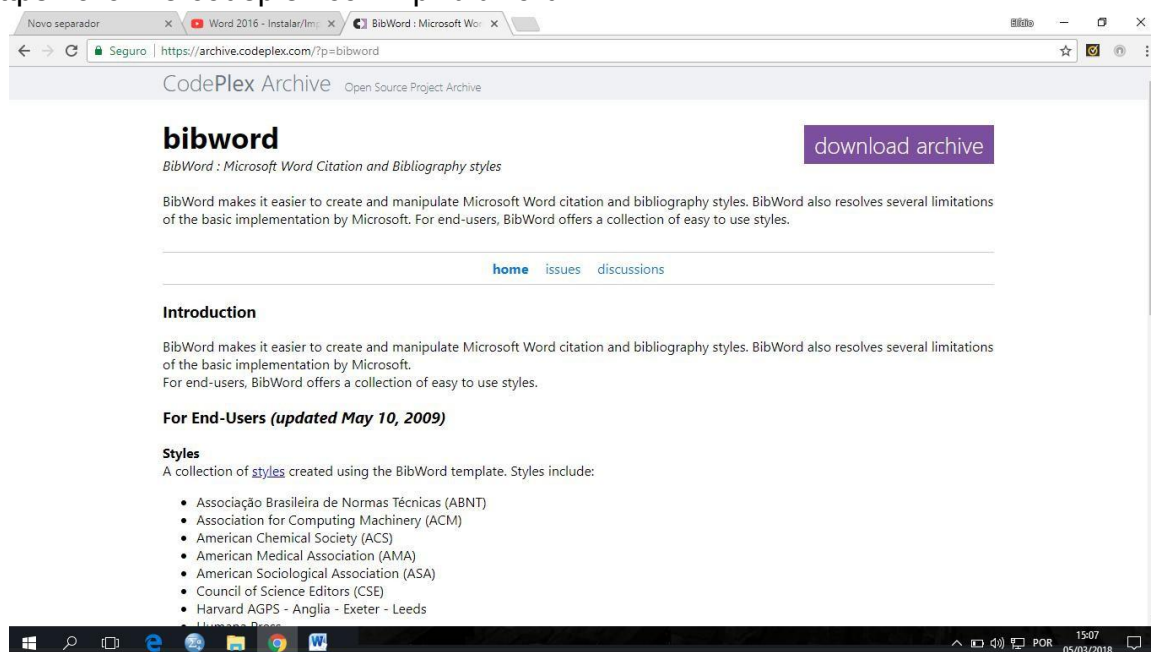 Novo separador
Word 2016 - Instalar/Im
BibWord : Microsoft Wor
Seguro
https://archive.codeplex.com/?p=bibword
CodePlex Archive Open Source Project Archive
bibword
download archive
BibWord : Microsoft Word Citation and Bibliography styles
BibWord makes it easier to create and manipulate Microsoft Word citation and bibliography styles. BibWord also resolves several limitations
of the basic implementation by Microsoft. For end-users, BibWord offers a collection of easy to use styles.
home issues discussions
Introduction
BibWord makes it easier to create and manipulate Microsoft Word citation and bibliography styles. BibWord also resolves several limitations
of the basic implementation by Microsoft.
For end-users, BibWord offers a collection of easy to use styles.
For End-Users (updated May 10, 2009)
Styles
A collection of styles created using the BibWord template. Styles include:
• Associação Brasileira de Normas Técnicas (ABNT)
• Association for Computing Machinery (ACM)
• American Chemical Society (ACS)
• American Medical Association (AMA)
• American Sociological Association (ASA)
• Council of Science Editors (CSE)
• Harvard AGPS - Anglia - Exeter - Leeds
• Humana Press
POR
15:07
05/03/2018